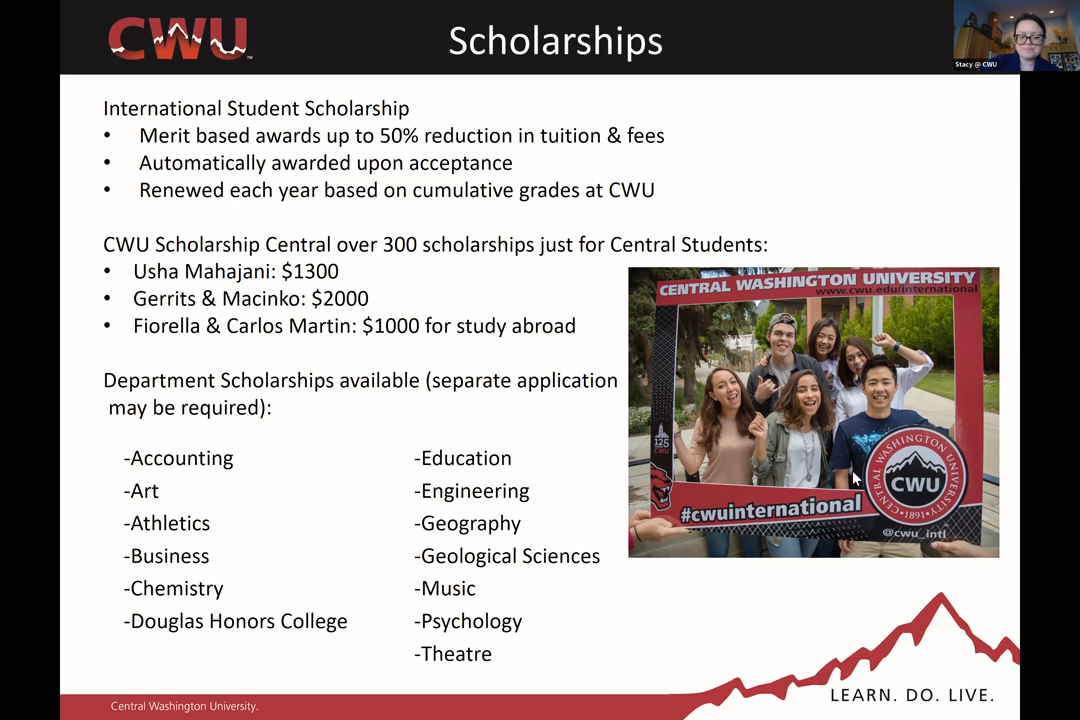 CWU
TM
Scholarships
Stacy @ CWU
International Student Scholarship
• Merit based awards up to 50% reduction in tuition & fees
• Automatically awarded upon acceptance
• Renewed each year based on cumulative grades at CWU
CWU Scholarship Central over 300 scholarships just for Central Students:
• Usha Mahajani: $1300
• Gerrits & Macinko: $2000
• Fiorella & Carlos Martin: $1000 for study abroad
Department Scholarships available (separate application
may be required):
-Accounting
-Art
-Athletics
-Business
-Chemistry
-Douglas Honors College
-Education
-Engineering
-Geography
-Geological Sciences
-Music
-Psychology
-Theatre
CENTRAL WASHINGTON UNIVERSITY
www.cwu.edu/international
125
CWU
#cwuinternational
CENTRAL WASHINGTON UNIVERSITY
CWU
•1891•
@cwu_intl
LEARN. DO. LIVE.
Central Washington University.